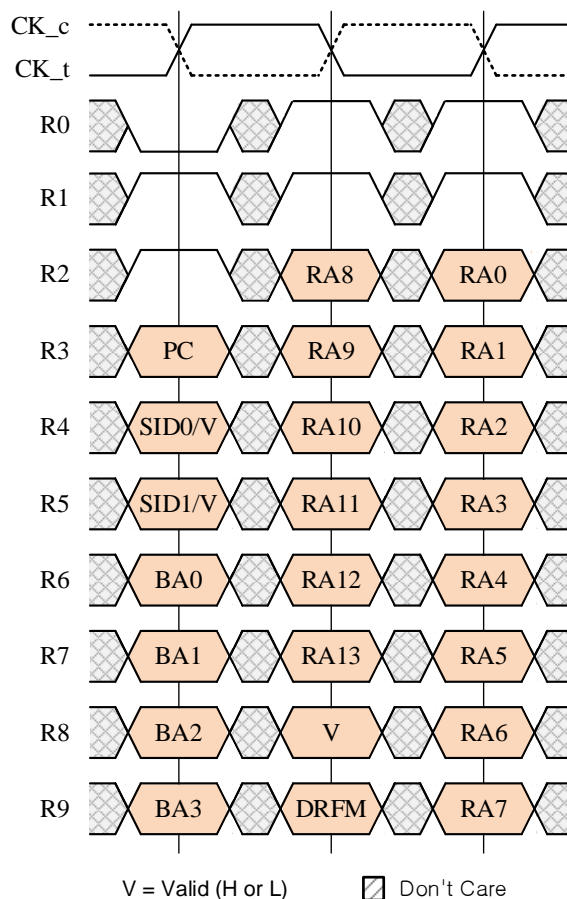 CK_c
CK_t
R0
R1
R2 RA8 RA0
R3 PC RA9 RA1
R4 SID0/V RA10 RA2
R5 SID1/V RA11 RA3
R6 BA0 RA12 RA4
R7 BA1 RA13 RA5
R8 BA2 V RA6
R9 BA3 DRFM RA7
V = Valid (H or L) Don't Care